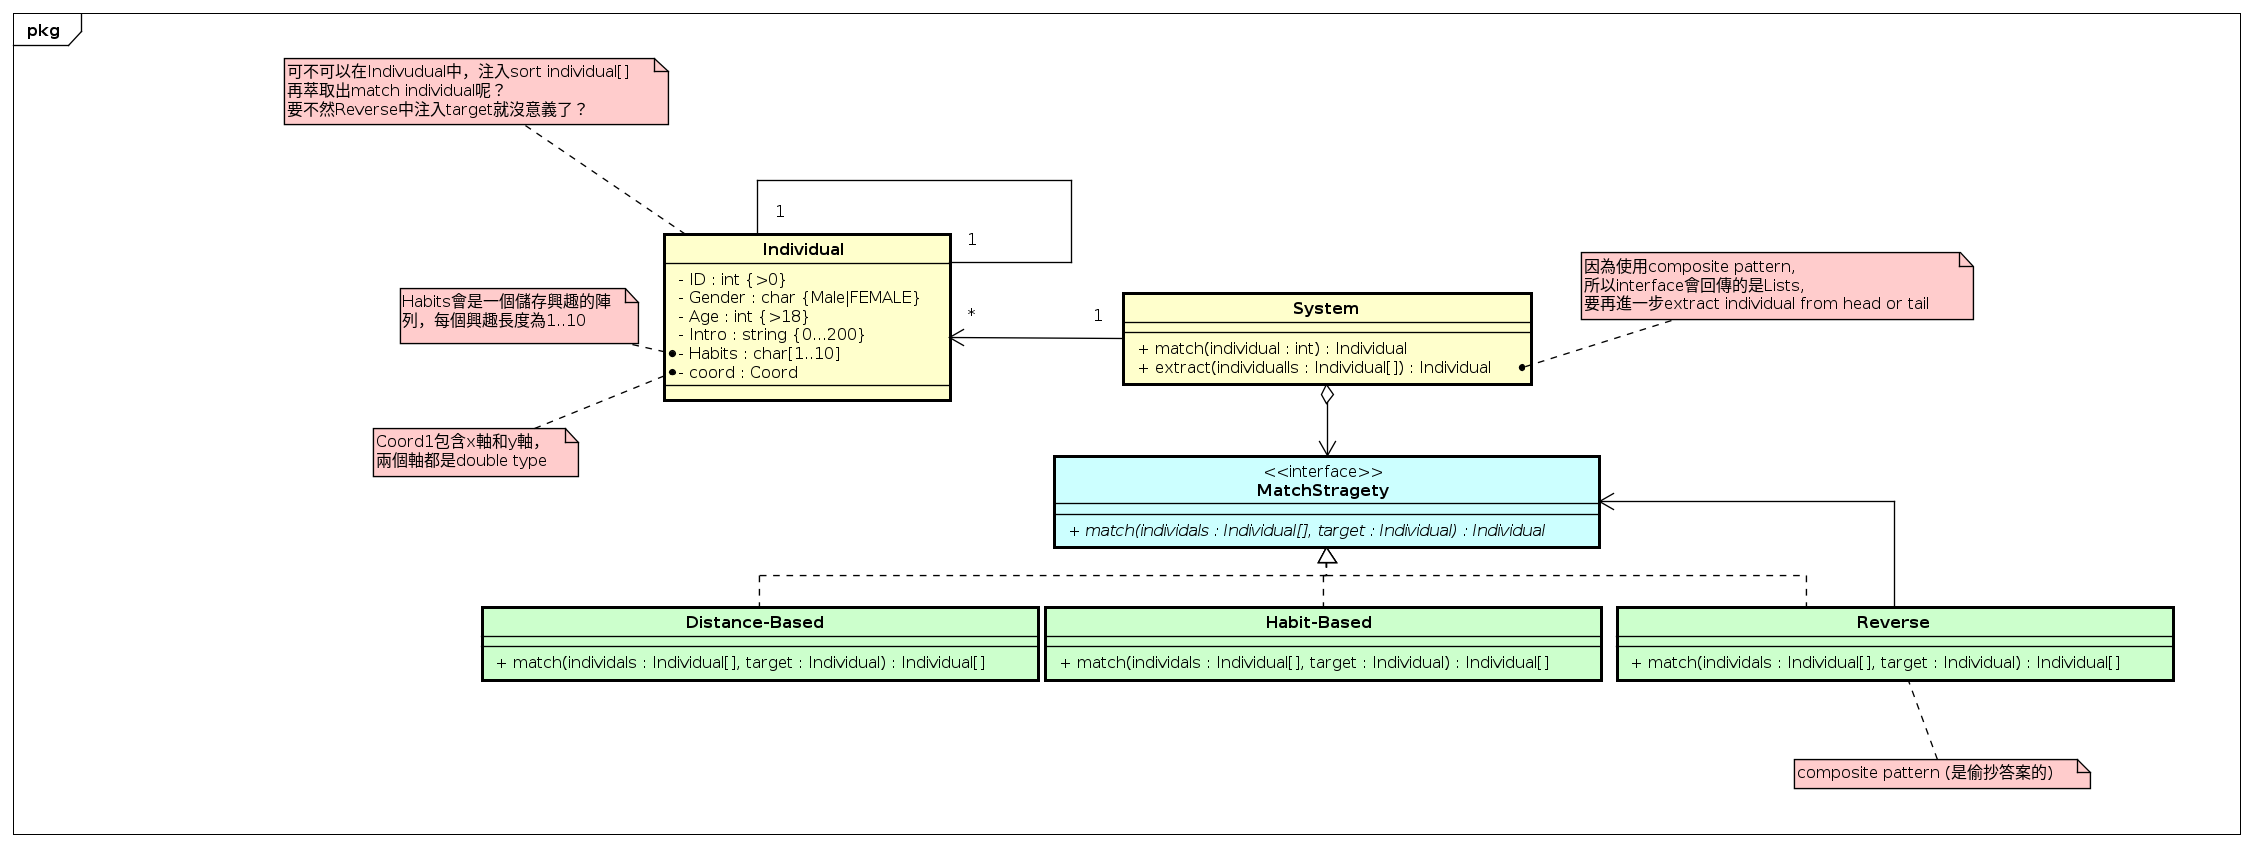 pkg
可不可以在Indivudual中，注入sort individual[]
再萃取出match individual呢？
要不然Reverse中注入target就沒意義了？
1
1
Individual
- ID : int {>0}
- Gender : char {Male|FEMALE}
- Age : int {>18}
- Intro : string {0...200}
- Habits : char[1..10]
- coord : Coord
Habits會是一個儲存興趣的陣
列，每個興趣長度為1..10
Coord1包含x軸和y軸，
兩個軸都是double type
*
1
System
+ match(individual : int) : Individual
+ extract(individualls : Individual[]) : Individual
因為使用composite pattern,
所以interface會回傳的是Lists,
要再進一步extract individual from head or tail
<<interface>>
MatchStragety
+ match(individals : Individual[], target : Individual) : Individual
Distance-Based
+ match(individals : Individual[], target : Individual) : Individual[]
Habit-Based
+ match(individals : Individual[], target : Individual) : Individual[]
Reverse
+ match(individals : Individual[], target : Individual) : Individual[]
composite pattern (是偷抄答案的)